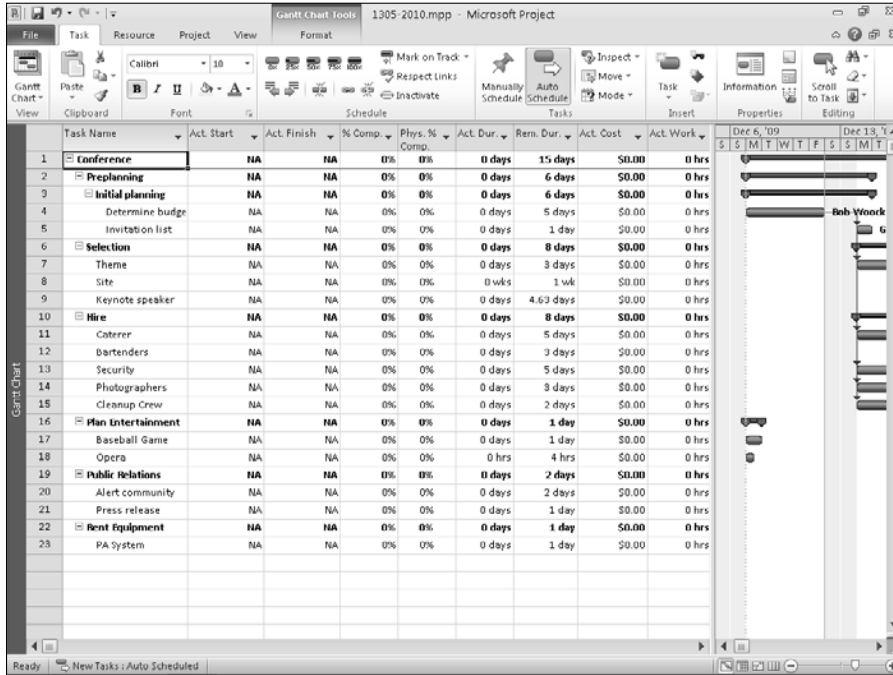 Gantt Chart Tools 1305-2010.mpp - Microsoft Project
File Task Resource Project View Format
Calibri 10 Mark on Track Inspect
Respect Links Move
B I U A Inactivate Mode
Gantt Chart Paste Manually Schedule Auto Schedule Task Information Scroll to Task
View Clipboard Font Schedule Tasks Insert Properties Editing
Task Name Act. Start Act. Finish % Comp. Phys. % Comp. Act. Dur. Rem. Dur. Act. Cost Act. Work Dec 6, '09 Dec 13, '
S S M T W T F S S M T
1 Conference NA NA 0% 0% 0 days 15 days $0.00 0 hrs
2 Preplanning NA NA 0% 0% 0 days 6 days $0.00 0 hrs
3 Initial planning NA NA 0% 0% 0 days 6 days $0.00 0 hrs
4 Determine budge NA NA 0% 0% 0 days 5 days $0.00 0 hrs Bob Woock
5 Invitation list NA NA 0% 0% 0 days 1 day $0.00 0 hrs G
6 Selection NA NA 0% 0% 0 days 8 days $0.00 0 hrs
7 Theme NA NA 0% 0% 0 days 3 days $0.00 0 hrs
8 Site NA NA 0% 0% 0 wks 1 wk $0.00 0 hrs
9 Keynote speaker NA NA 0% 0% 0 days 4.63 days $0.00 0 hrs
10 Hire NA NA 0% 0% 0 days 8 days $0.00 0 hrs
11 Caterer NA NA 0% 0% 0 days 5 days $0.00 0 hrs
12 Bartenders NA NA 0% 0% 0 days 3 days $0.00 0 hrs
13 Security NA NA 0% 0% 0 days 5 days $0.00 0 hrs
14 Photographers NA NA 0% 0% 0 days 3 days $0.00 0 hrs
15 Cleanup Crew NA NA 0% 0% 0 days 2 days $0.00 0 hrs
16 Plan Entertainment NA NA 0% 0% 0 days 1 day $0.00 0 hrs
17 Baseball Game NA NA 0% 0% 0 days 1 day $0.00 0 hrs
18 Opera NA NA 0% 0% 0 hrs 4 hrs $0.00 0 hrs
19 Public Relations NA NA 0% 0% 0 days 2 days $0.00 0 hrs
20 Alert community NA NA 0% 0% 0 days 2 days $0.00 0 hrs
21 Press release NA NA 0% 0% 0 days 1 day $0.00 0 hrs
22 Rent Equipment NA NA 0% 0% 0 days 1 day $0.00 0 hrs
23 PA System NA NA 0% 0% 0 days 1 day $0.00 0 hrs
Gantt Chart
Ready New Tasks : Auto Scheduled